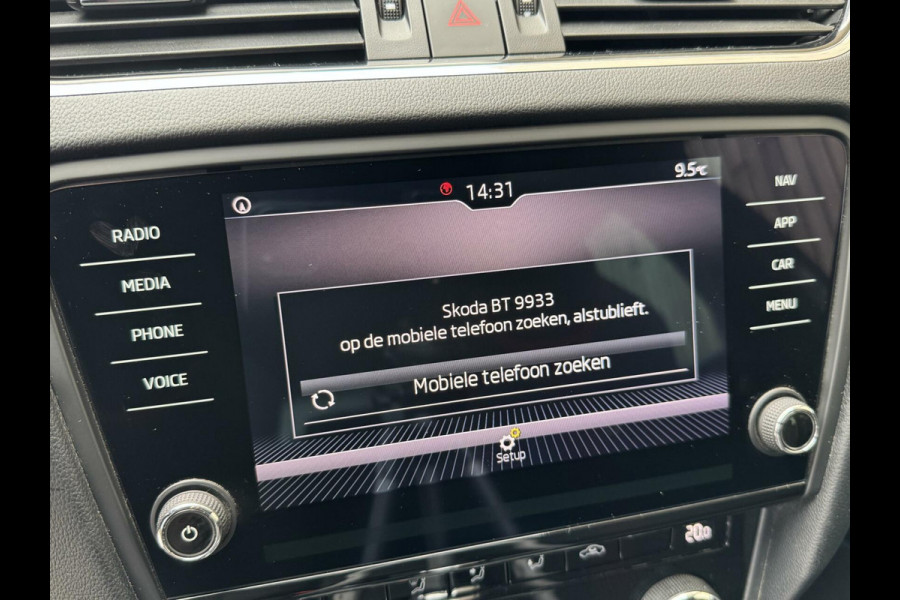 14:31
9.5°C
RADIO
MEDIA
PHONE
VOICE
NAV
APP
CAR
MENU
Skoda BT 9933
op de mobiele telefoon zoeken, alstublieft.
Mobiele telefoon zoeken
Setup
20.0